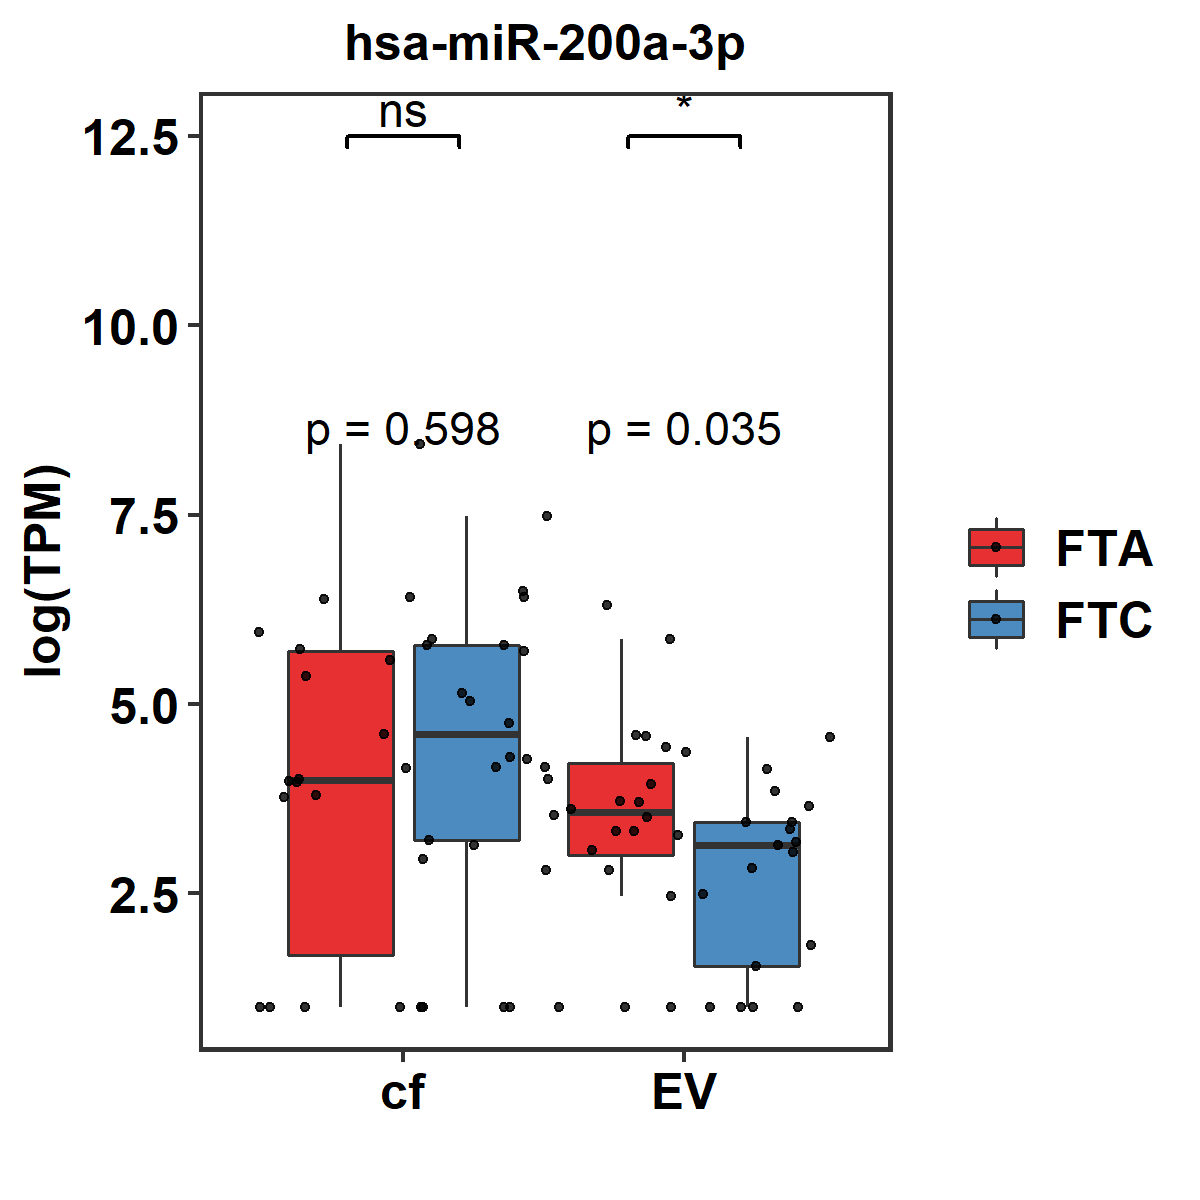 hsa-miR-200a-3p
ns *
12.5
10.0
p = 0.598 p = 0.035
7.5
5.0
2.5
log(TPM)
cf EV
FTA
FTC